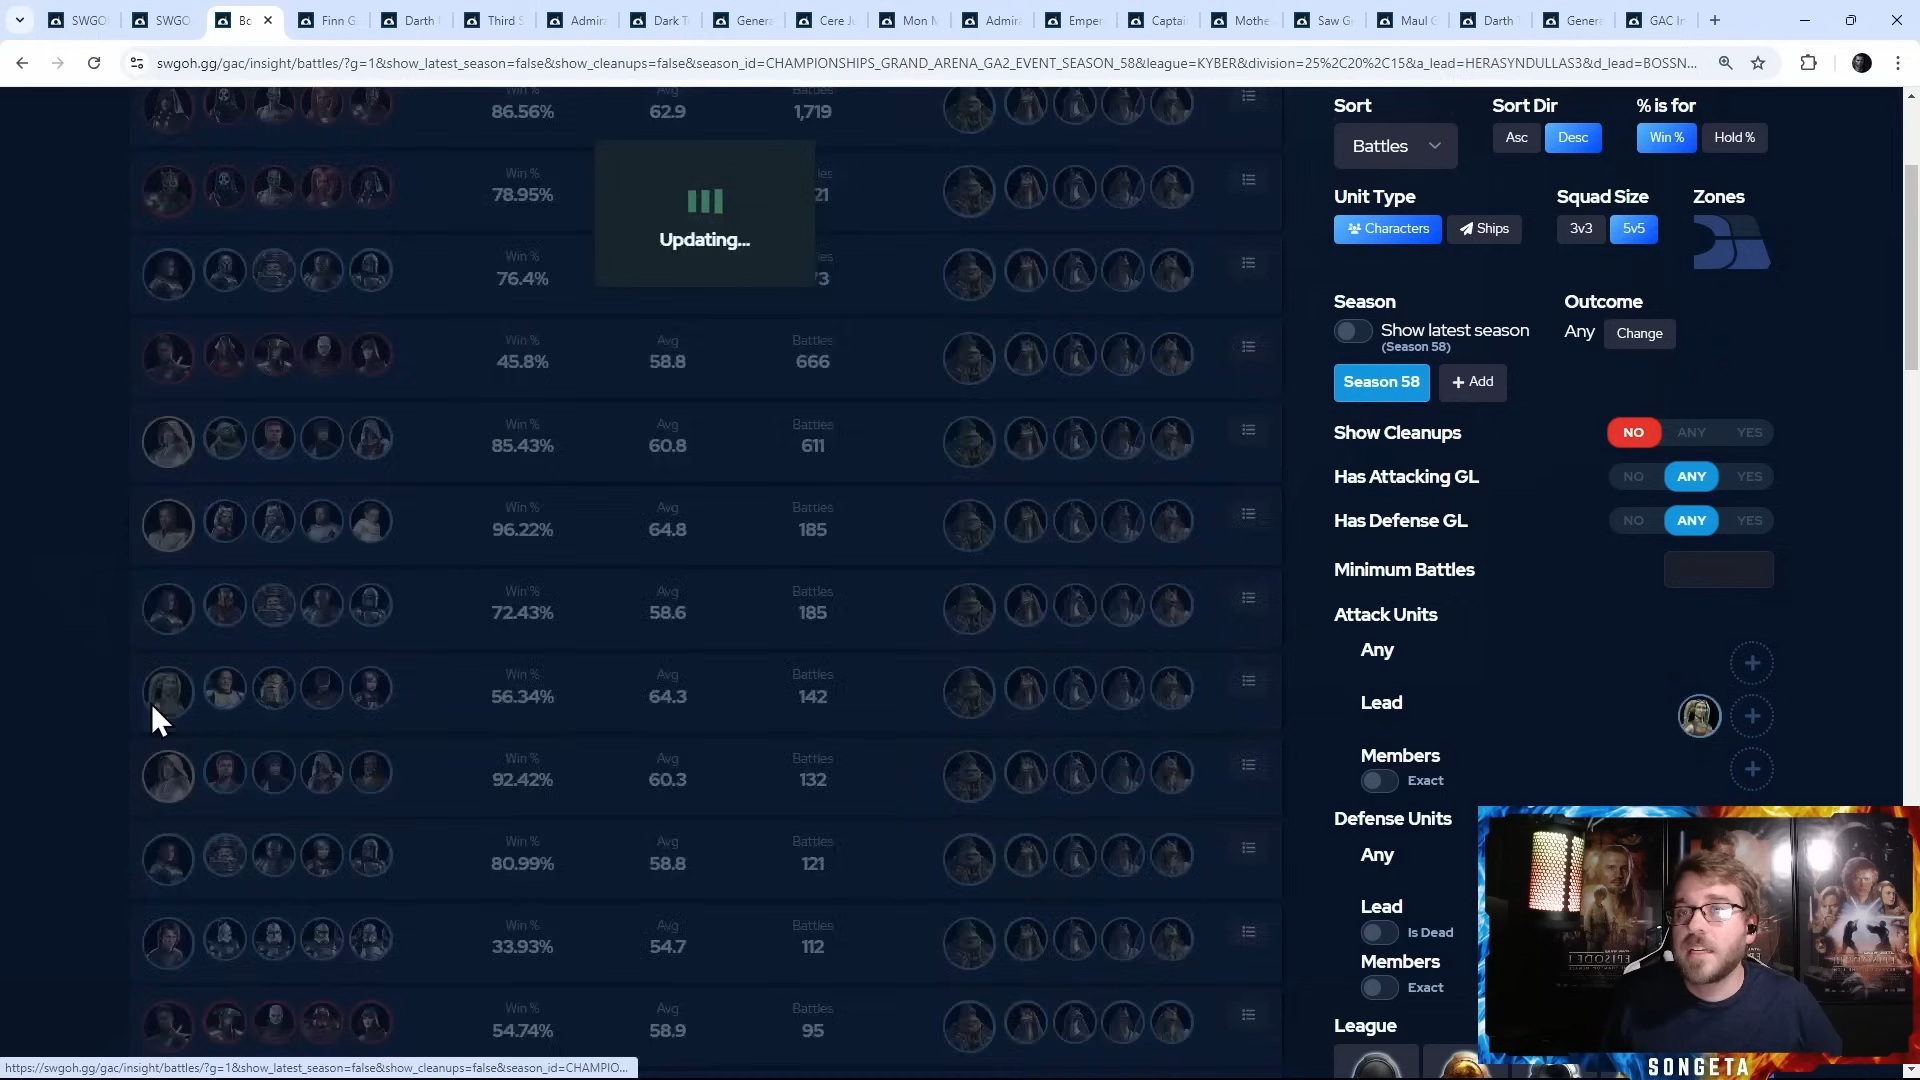 SWGO
SWGO
Bo
Finn G
Darth
Third S
Admira
Dark T
Genera
Cere Ju
Mon M
Admira
Emper
Captai
Mothe
Saw G
Maul G
Darth
Genera
GAC In
swgoh.gg/gac/insight/battles/?g=1&show_latest_season=false&show_cleanups=false&season_id=CHAMPIONSHIPS_GRAND_ARENA_GA2_EVENT_SEASON_58&league=KYBER&division=25%2C20%2C15&a_lead=HERASYNDULLAS3&d_lead=BOSSN...
86.56% 62.9 1,719
Win %
78.95% 21
Updating...
76.4% 73
Win % Avg Battles
45.8% 58.8 666
Win % Avg Battles
85.43% 60.8 611
Win % Avg Battles
96.22% 64.8 185
Win % Avg Battles
72.43% 58.6 185
Win % Avg Battles
56.34% 64.3 142
Win % Avg Battles
92.42% 60.3 132
Win % Avg Battles
80.99% 58.8 121
Win % Avg Battles
33.93% 54.7 112
Win % Avg Battles
54.74% 58.9 95
Sort Sort Dir % is for
Battles Asc Desc Win % Hold %
Unit Type Squad Size Zones
Characters Ships 3v3 5v5
Season Outcome
Show latest season Any Change
(Season 58)
Season 58 + Add
Show Cleanups NO ANY YES
Has Attacking GL NO ANY YES
Has Defense GL NO ANY YES
Minimum Battles
Attack Units
Any
Lead
Members
Exact
Defense Units
Any
Lead
Is Dead
Members
Exact
League
SONGETA
https://swgoh.gg/gac/insight/battles/?g=1&show_latest_season=false&show_cleanups=false&season_id=CHAMPIO...